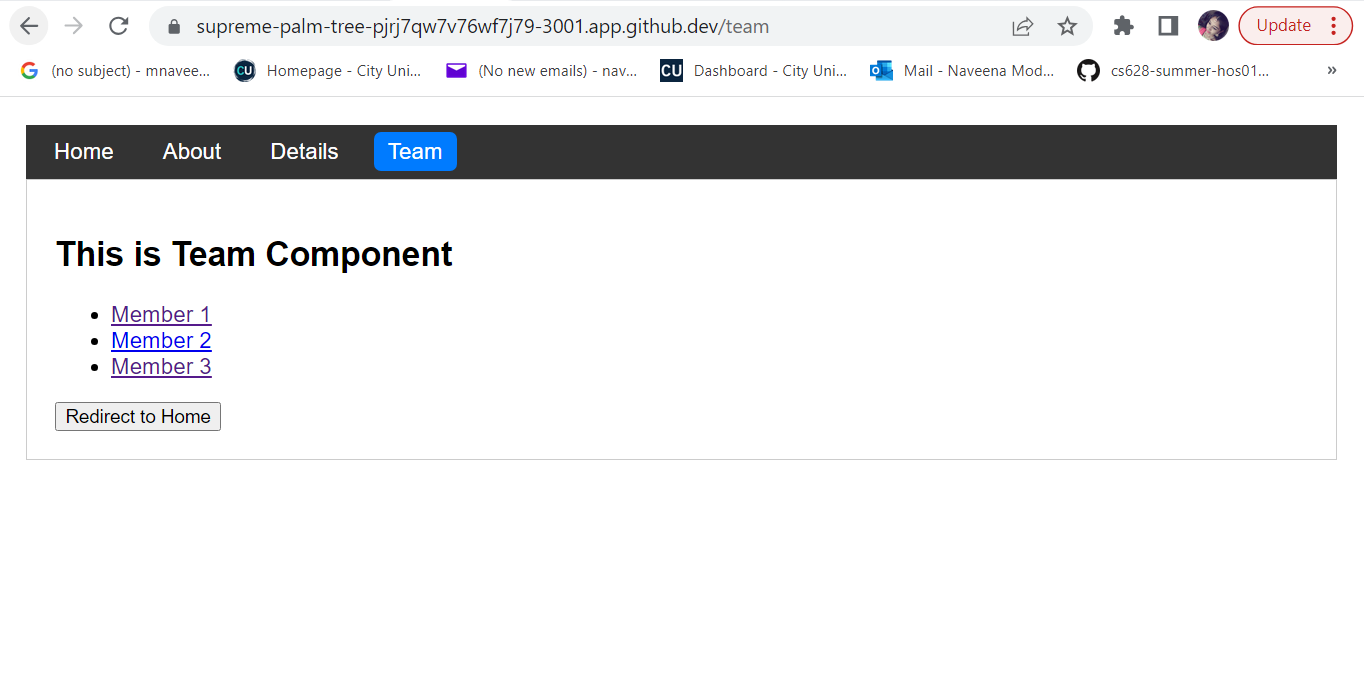 supreme-palm-tree-pjrj7qw7v76wf7j79-3001.app.github.dev/team Update
G (no subject) - mnavee... CU Homepage - City Uni... (No new emails) - nav... CU Dashboard - City Uni... Mail - Naveena Mod... cs628-summer-hos01... »
Home About Details Team
This is Team Component
• Member 1
• Member 2
• Member 3
Redirect to Home